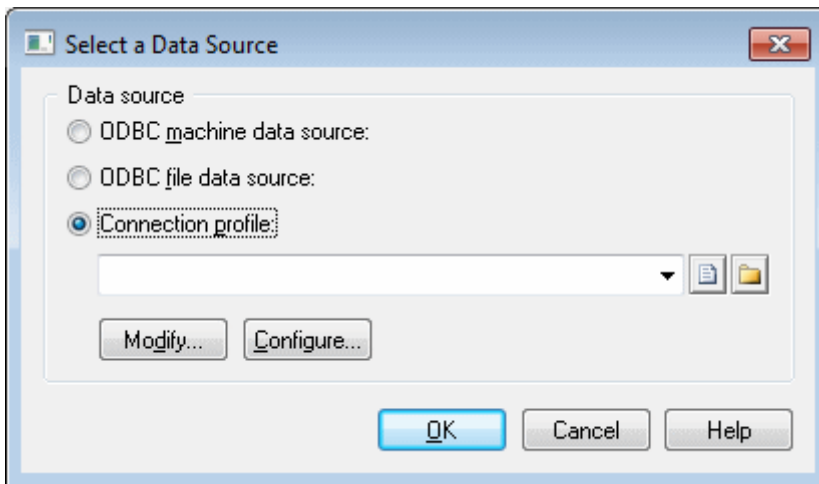 Select a Data Source
Data source
ODBC machine data source:
ODBC file data source:
Connection profile:
Modify... Configure...
OK Cancel Help